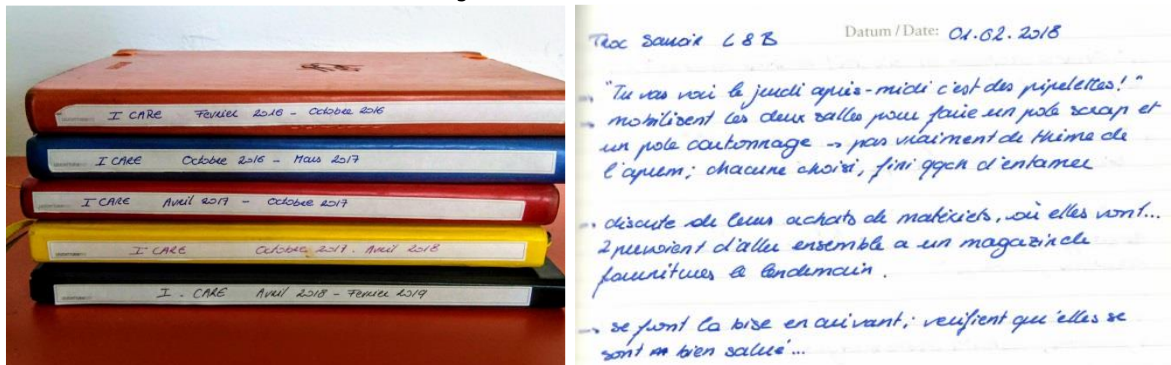 I CARE Fevrier 2016 - Octobre 2016
I CARE Octobre 2016 - Mars 2017
I CARE Avril 2017 - Octobre 2017
I CARE Octobre 2017 - Avril 2018
I - CARE Avril 2018 - Fevrier 2019
Troc Savoir L8B Datum / Date: 01.02.2018
"Tu vas voir le jeudi après-midi c'est des pipelettes!"
mobilisent les deux salles pour faire un pole scrap et
un pole cartonnage → pas vraiment de thème de
l'aprem; chacune choisi, fini qqch d'entamer
discute de leurs achats de matériels, où elles vont...
2 prevoient d'aller ensemble a un magazin de
fournitures le lendemain.
se font la bise en arrivant; verifient qu'elles se
sont bien salué...